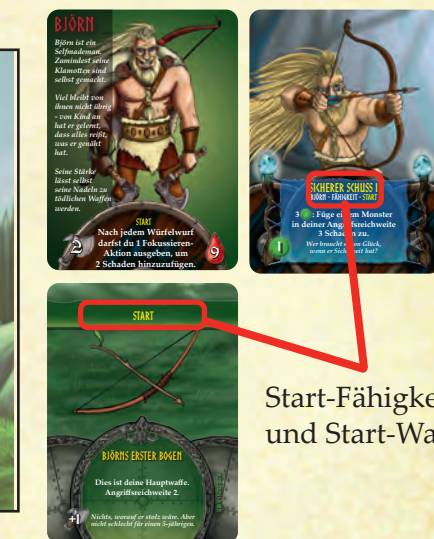 BJÖRN
Björn ist ein
Selfmademan.
Zumindest seine
Klamotten sind
selbst gemacht.
Viel bleibt von
ihnen nicht übrig
- von Kind an
hat er gelernt,
dass alles reißt,
was er genäht
hat.
Seine Stärke
lässt selbst
seine Nadeln zu
tödlichen Waffen
werden.
START
Nach jedem Würfelwurf
darfst du 1 Fokussieren-
Aktion ausgeben, um
2 Schaden hinzuzufügen.
2
9
SICHERER SCHUSS I
BJÖRN - FÄHIGKEIT - START
3 : Füge einem Monster
in deiner Angriffsreichweite
3 Schaden zu.
Wer braucht schon Glück,
wenn er Sicherheit hat?
1
START
BJÖRNS ERSTER BOGEN
Dies ist deine Hauptwaffe.
Angriffsreichweite 2.
+1
Nichts, worauf er stolz wäre. Aber
nicht schlecht für einen 5-jährigen.
Start-Fähigke
und Start-Wa